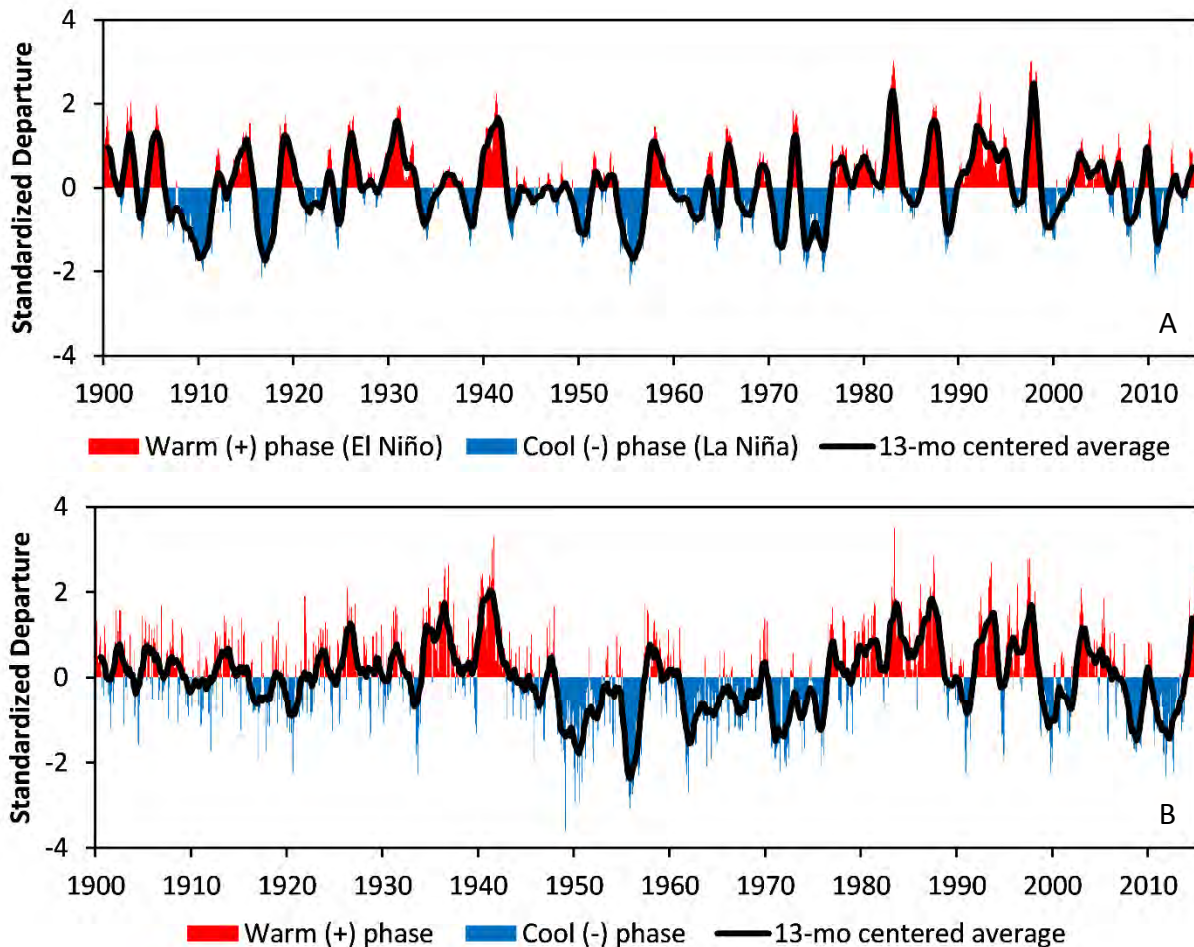 Standardized Departure
4
2
0
-2
-4
A
1900 1910 1920 1930 1940 1950 1960 1970 1980 1990 2000 2010
Warm (+) phase (El Niño) Cool (-) phase (La Niña) 13-mo centered average
Standardized Departure
4
2
0
-2
-4
B
1900 1910 1920 1930 1940 1950 1960 1970 1980 1990 2000 2010
Warm (+) phase Cool (-) phase 13-mo centered average